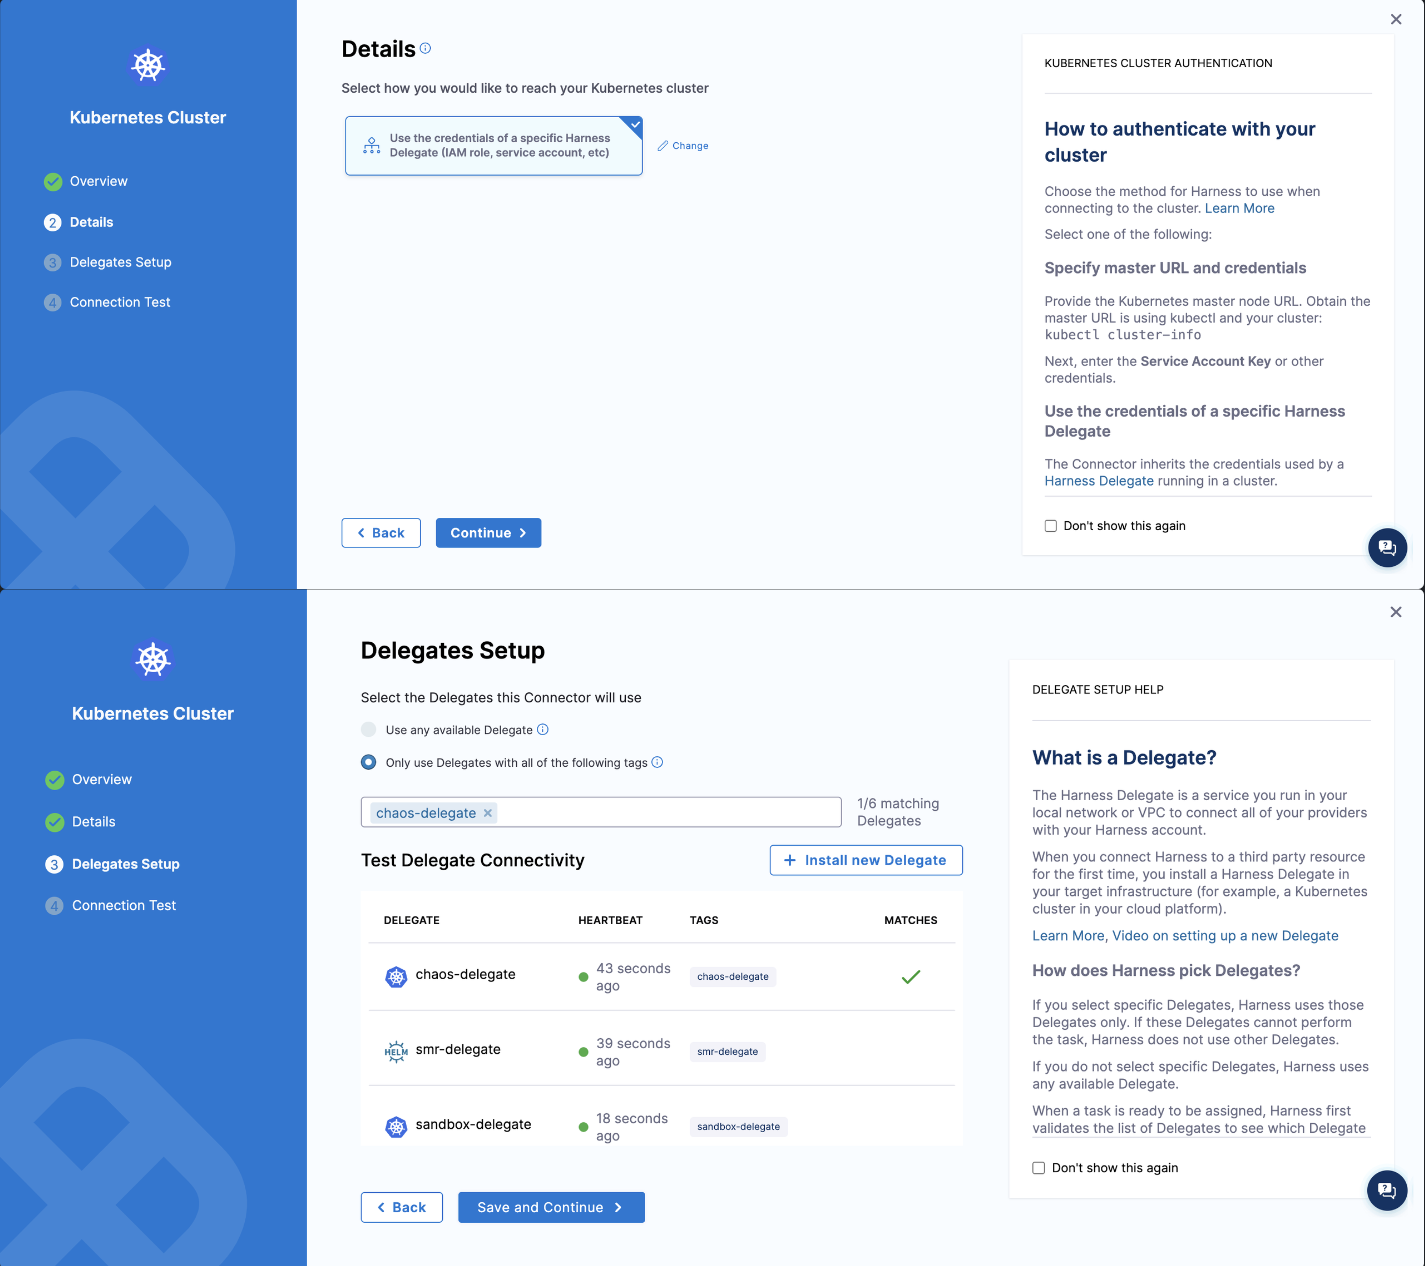 Kubernetes Cluster
Overview
2 Details
3 Delegates Setup
4 Connection Test
Details
Select how you would like to reach your Kubernetes cluster
Use the credentials of a specific Harness
Delegate (IAM role, service account, etc)
Change
Back
Continue
KUBERNETES CLUSTER AUTHENTICATION
How to authenticate with your
cluster
Choose the method for Harness to use when
connecting to the cluster. Learn More
Select one of the following:
Specify master URL and credentials
Provide the Kubernetes master node URL. Obtain the
master URL is using kubectl and your cluster:
kubectl cluster-info
Next, enter the Service Account Key or other
credentials.
Use the credentials of a specific Harness
Delegate
The Connector inherits the credentials used by a
Harness Delegate running in a cluster.
Don't show this again
Kubernetes Cluster
Overview
Details
3 Delegates Setup
4 Connection Test
Delegates Setup
Select the Delegates this Connector will use
Use any available Delegate
Only use Delegates with all of the following tags
chaos-delegate
1/6 matching
Delegates
Test Delegate Connectivity
+ Install new Delegate
DELEGATE HEARTBEAT TAGS MATCHES
chaos-delegate 43 seconds ago chaos-delegate
HELM smr-delegate 39 seconds ago smr-delegate
sandbox-delegate 18 seconds ago sandbox-delegate
Back
Save and Continue
DELEGATE SETUP HELP
What is a Delegate?
The Harness Delegate is a service you run in your
local network or VPC to connect all of your providers
with your Harness account.
When you connect Harness to a third party resource
for the first time, you install a Harness Delegate in
your target infrastructure (for example, a Kubernetes
cluster in your cloud platform).
Learn More, Video on setting up a new Delegate
How does Harness pick Delegates?
If you select specific Delegates, Harness uses those
Delegates only. If these Delegates cannot perform
the task, Harness does not use other Delegates.
If you do not select specific Delegates, Harness uses
any available Delegate.
When a task is ready to be assigned, Harness first
validates the list of Delegates to see which Delegate
Don't show this again